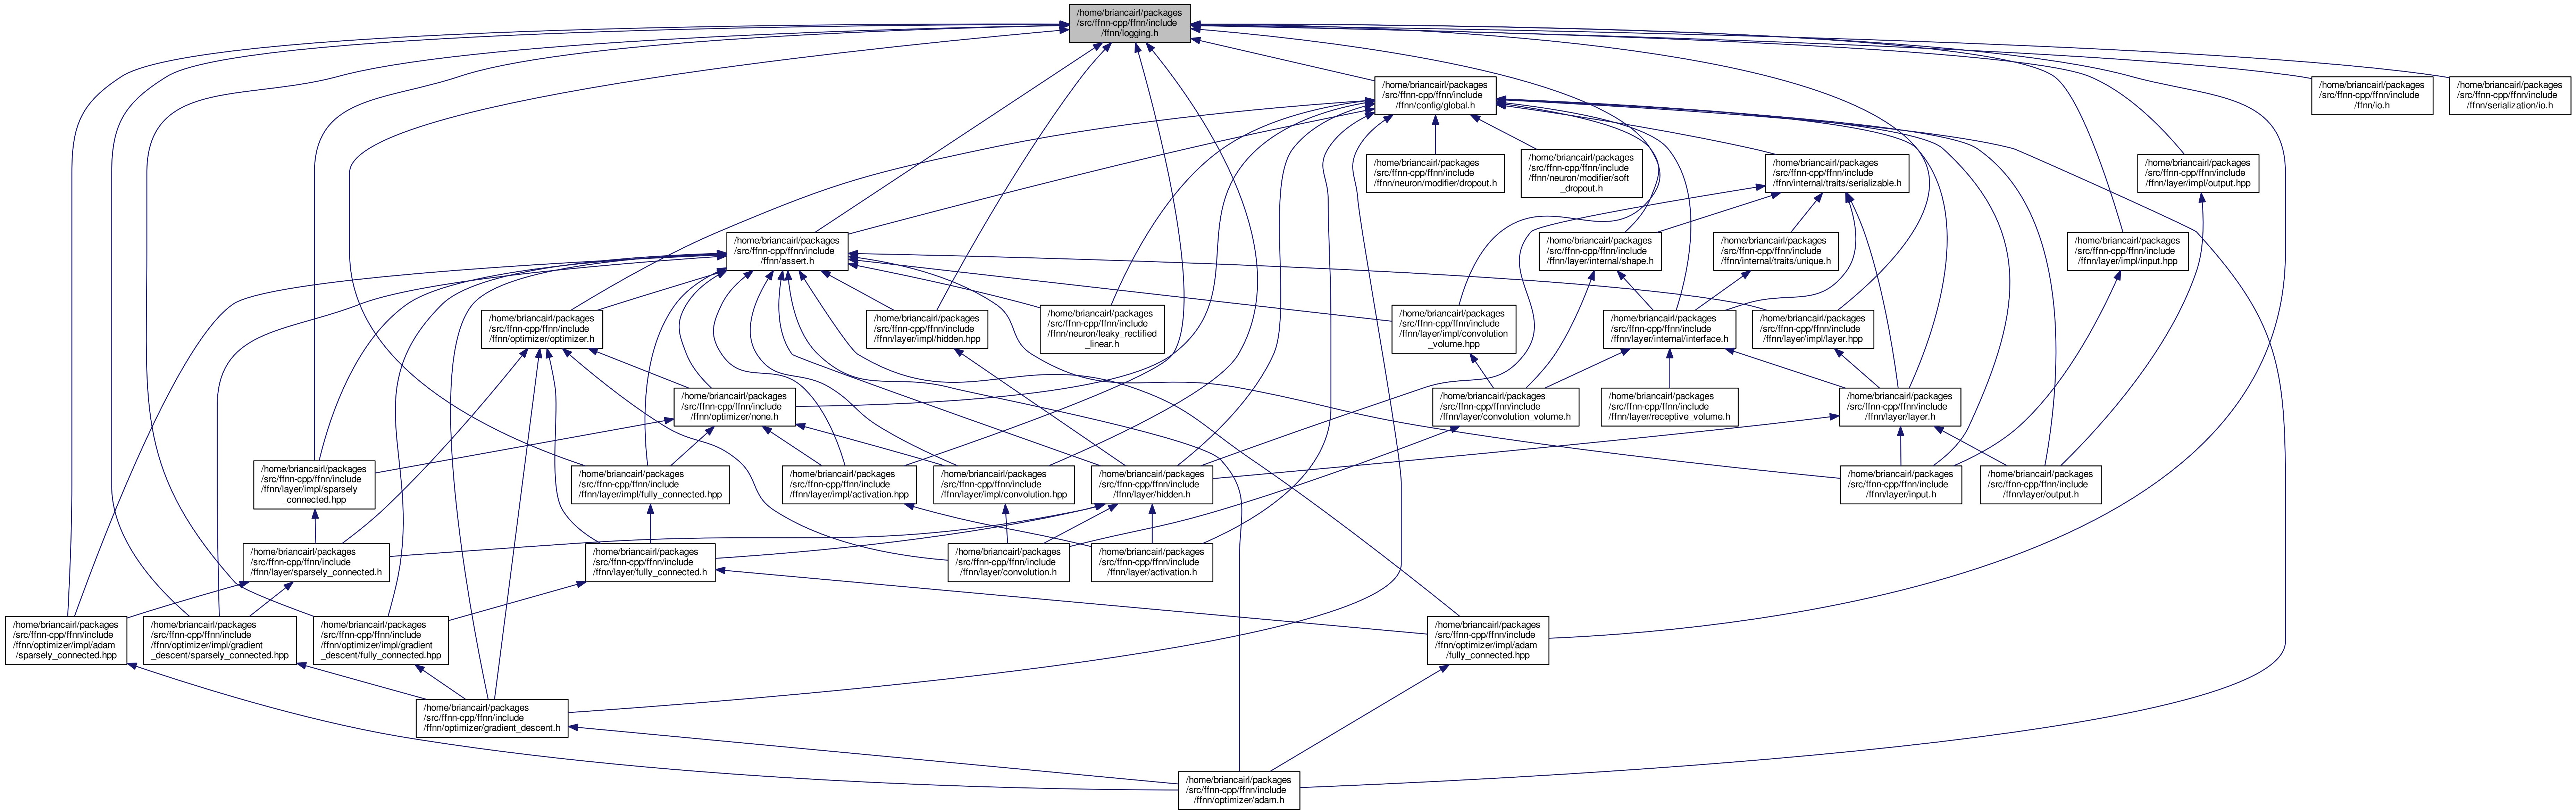 /home/briancairl/packages
/src/ffnn-cpp/ffnn/include
/ffnn/logging.h
/home/briancairl/packages
/src/ffnn-cpp/ffnn/include
/ffnn/config/global.h
/home/briancairl/packages
/src/ffnn-cpp/ffnn/include
/ffnn/io.h
/home/briancairl/packages
/src/ffnn-cpp/ffnn/include
/ffnn/serialization/io.h
/home/briancairl/packages
/src/ffnn-cpp/ffnn/include
/ffnn/neuron/modifier/dropout.h
/home/briancairl/packages
/src/ffnn-cpp/ffnn/include
/ffnn/neuron/modifier/soft
_dropout.h
/home/briancairl/packages
/src/ffnn-cpp/ffnn/include
/ffnn/internal/traits/serializable.h
/home/briancairl/packages
/src/ffnn-cpp/ffnn/include
/ffnn/layer/impl/output.hpp
/home/briancairl/packages
/src/ffnn-cpp/ffnn/include
/ffnn/assert.h
/home/briancairl/packages
/src/ffnn-cpp/ffnn/include
/ffnn/layer/internal/shape.h
/home/briancairl/packages
/src/ffnn-cpp/ffnn/include
/ffnn/internal/traits/unique.h
/home/briancairl/packages
/src/ffnn-cpp/ffnn/include
/ffnn/layer/impl/input.hpp
/home/briancairl/packages
/src/ffnn-cpp/ffnn/include
/ffnn/optimizer/optimizer.h
/home/briancairl/packages
/src/ffnn-cpp/ffnn/include
/ffnn/layer/impl/hidden.hpp
/home/briancairl/packages
/src/ffnn-cpp/ffnn/include
/ffnn/neuron/leaky_rectified
_linear.h
/home/briancairl/packages
/src/ffnn-cpp/ffnn/include
/ffnn/layer/impl/convolution
_volume.hpp
/home/briancairl/packages
/src/ffnn-cpp/ffnn/include
/ffnn/layer/internal/interface.h
/home/briancairl/packages
/src/ffnn-cpp/ffnn/include
/ffnn/layer/impl/layer.hpp
/home/briancairl/packages
/src/ffnn-cpp/ffnn/include
/ffnn/optimizer/none.h
/home/briancairl/packages
/src/ffnn-cpp/ffnn/include
/ffnn/layer/convolution_volume.h
/home/briancairl/packages
/src/ffnn-cpp/ffnn/include
/ffnn/layer/receptive_volume.h
/home/briancairl/packages
/src/ffnn-cpp/ffnn/include
/ffnn/layer/layer.h
/home/briancairl/packages
/src/ffnn-cpp/ffnn/include
/ffnn/layer/impl/sparsely
_connected.hpp
/home/briancairl/packages
/src/ffnn-cpp/ffnn/include
/ffnn/layer/impl/fully_connected.hpp
/home/briancairl/packages
/src/ffnn-cpp/ffnn/include
/ffnn/layer/impl/activation.hpp
/home/briancairl/packages
/src/ffnn-cpp/ffnn/include
/ffnn/layer/impl/convolution.hpp
/home/briancairl/packages
/src/ffnn-cpp/ffnn/include
/ffnn/layer/hidden.h
/home/briancairl/packages
/src/ffnn-cpp/ffnn/include
/ffnn/layer/input.h
/home/briancairl/packages
/src/ffnn-cpp/ffnn/include
/ffnn/layer/output.h
/home/briancairl/packages
/src/ffnn-cpp/ffnn/include
/ffnn/layer/sparsely_connected.h
/home/briancairl/packages
/src/ffnn-cpp/ffnn/include
/ffnn/layer/fully_connected.h
/home/briancairl/packages
/src/ffnn-cpp/ffnn/include
/ffnn/layer/convolution.h
/home/briancairl/packages
/src/ffnn-cpp/ffnn/include
/ffnn/layer/activation.h
/home/briancairl/packages
/src/ffnn-cpp/ffnn/include
/ffnn/optimizer/impl/adam
/sparsely_connected.hpp
/home/briancairl/packages
/src/ffnn-cpp/ffnn/include
/ffnn/optimizer/impl/gradient
_descent/sparsely_connected.hpp
/home/briancairl/packages
/src/ffnn-cpp/ffnn/include
/ffnn/optimizer/impl/gradient
_descent/fully_connected.hpp
/home/briancairl/packages
/src/ffnn-cpp/ffnn/include
/ffnn/optimizer/impl/adam
/fully_connected.hpp
/home/briancairl/packages
/src/ffnn-cpp/ffnn/include
/ffnn/optimizer/gradient_descent.h
/home/briancairl/packages
/src/ffnn-cpp/ffnn/include
/ffnn/optimizer/adam.h